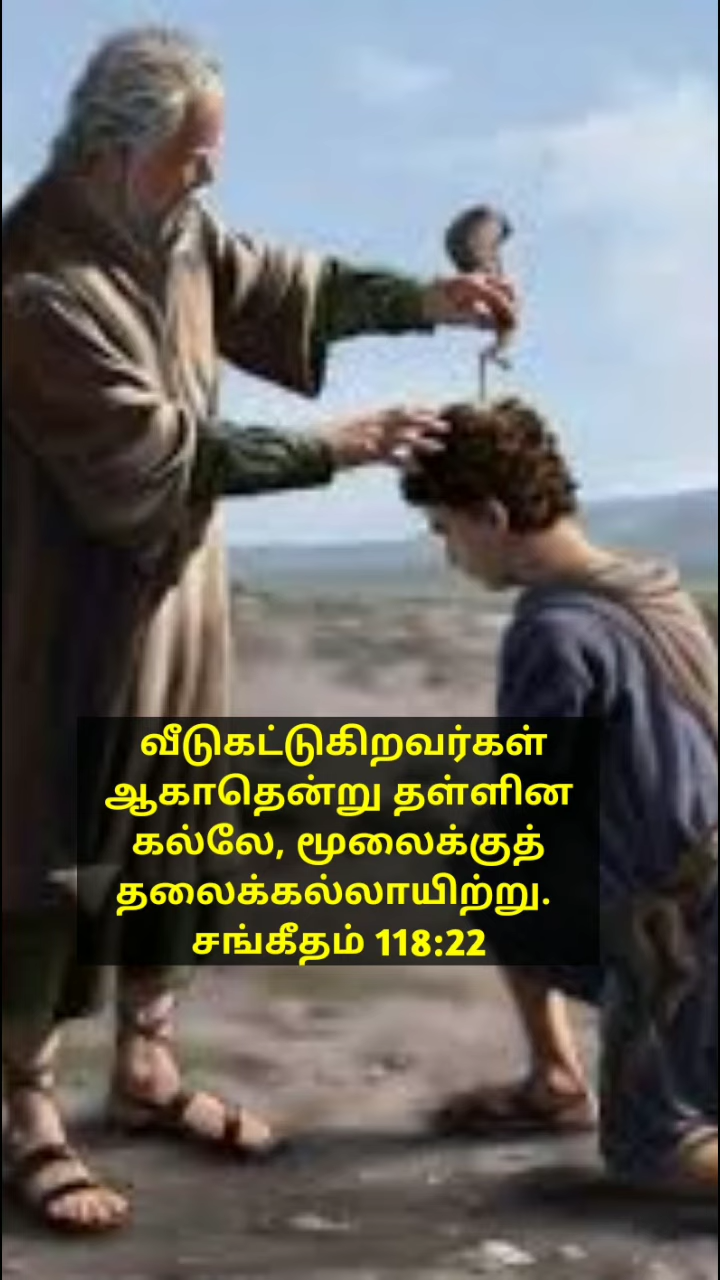 வீடுகட்டுகிறவர்கள்
ஆகாதென்று தள்ளின
கல்லே, மூலைக்குத்
தலைக்கல்லாயிற்று.
சங்கீதம் 118:22